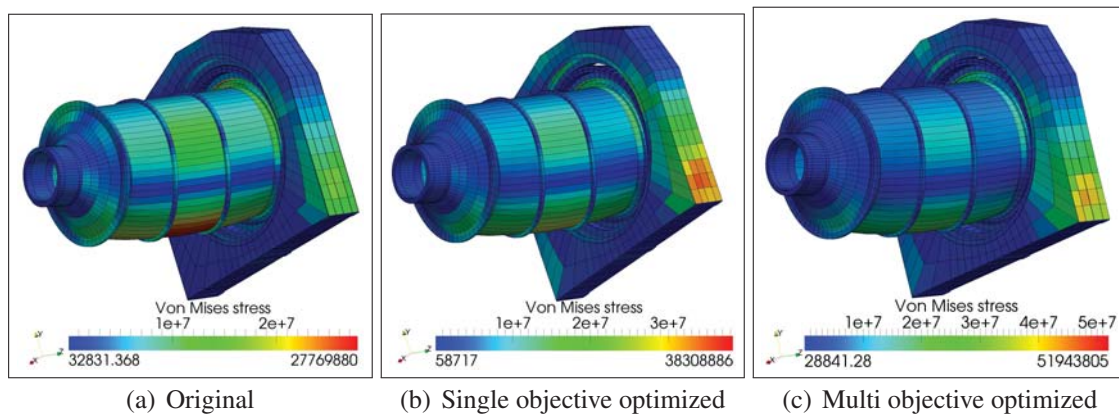 Von Mises stress
1e+7 2e+7
32831.368 27769880
Y
X
Z
(a) Original
Von Mises stress
1e+7 2e+7 3e+7
58717 38308886
Y
X
Z
(b) Single objective optimized
Von Mises stress
1e+7 2e+7 3e+7 4e+7 5e+7
28841.28 51943805
Y
X
Z
(c) Multi objective optimized